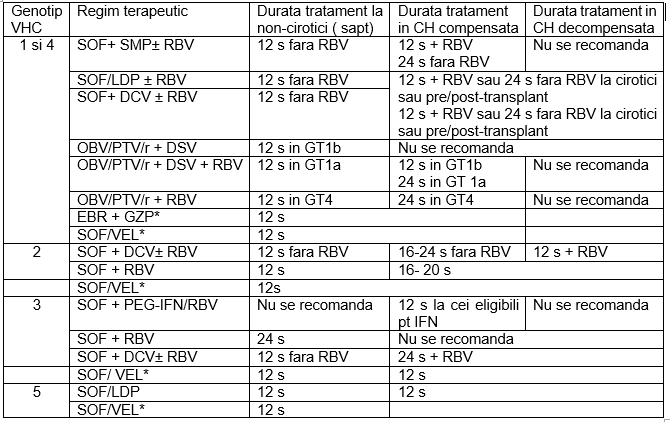 Genotip Regim terapeutic Durata tratament la Durata tratament Durata tratament in
VHC non-cirotici ( sapt) in CH compensata CH decompensata
1 si 4 SOF+ SMP± RBV 12 s fara RBV 12 s + RBV Nu se recomanda
24 s fara RBV
SOF/LDP ± RBV 12 s fara RBV 12 s + RBV sau 24 s fara RBV la cirotici
SOF+ DCV ± RBV 12 s fara RBV sau pre/post-transplant
12 s + RBV sau 24 s fara RBV la cirotici
sau pre/post-transplant
OBV/PTV/r + DSV 12 s in GT1b Nu se recomanda
OBV/PTV/r + DSV + RBV 12 s in GT1a 12 s in GT1b Nu se recomanda
24 s in GT 1a
OBV/PTV/r + RBV 12 s in GT4 24 s in GT4 Nu se recomanda
EBR + GZP* 12 s
SOF/VEL* 12 s
2 SOF + DCV± RBV 12 s fara RBV 16-24 s fara RBV 12 s + RBV
SOF + RBV 12 s 16- 20 s
SOF/VEL* 12s
3 SOF + PEG-IFN/RBV Nu se recomanda 12 s la cei eligibili Nu se recomanda
pt IFN
SOF + RBV 24 s Nu se recomanda
SOF + DCV± RBV 12 s fara RBV 24 s + RBV
SOF/ VEL* 12 s 12 s
5 SOF/LDP 12 s 12 s
SOF/VEL* 12 s